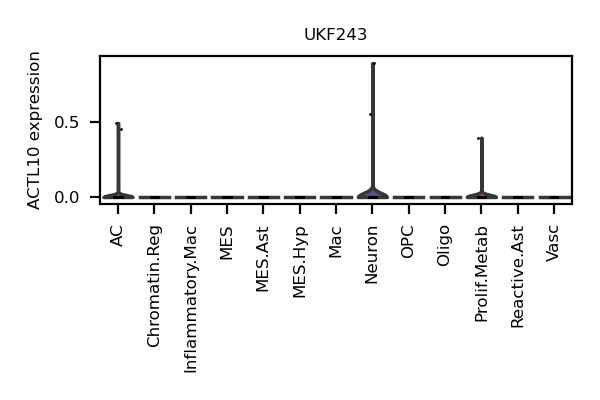 UKF243
ACTL10 expression
0.5
0.0
AC
Chromatin.Reg
Inflammatory.Mac
MES
MES.Ast
MES.Hyp
Mac
Neuron
OPC
Oligo
Prolif.Metab
Reactive.Ast
Vasc